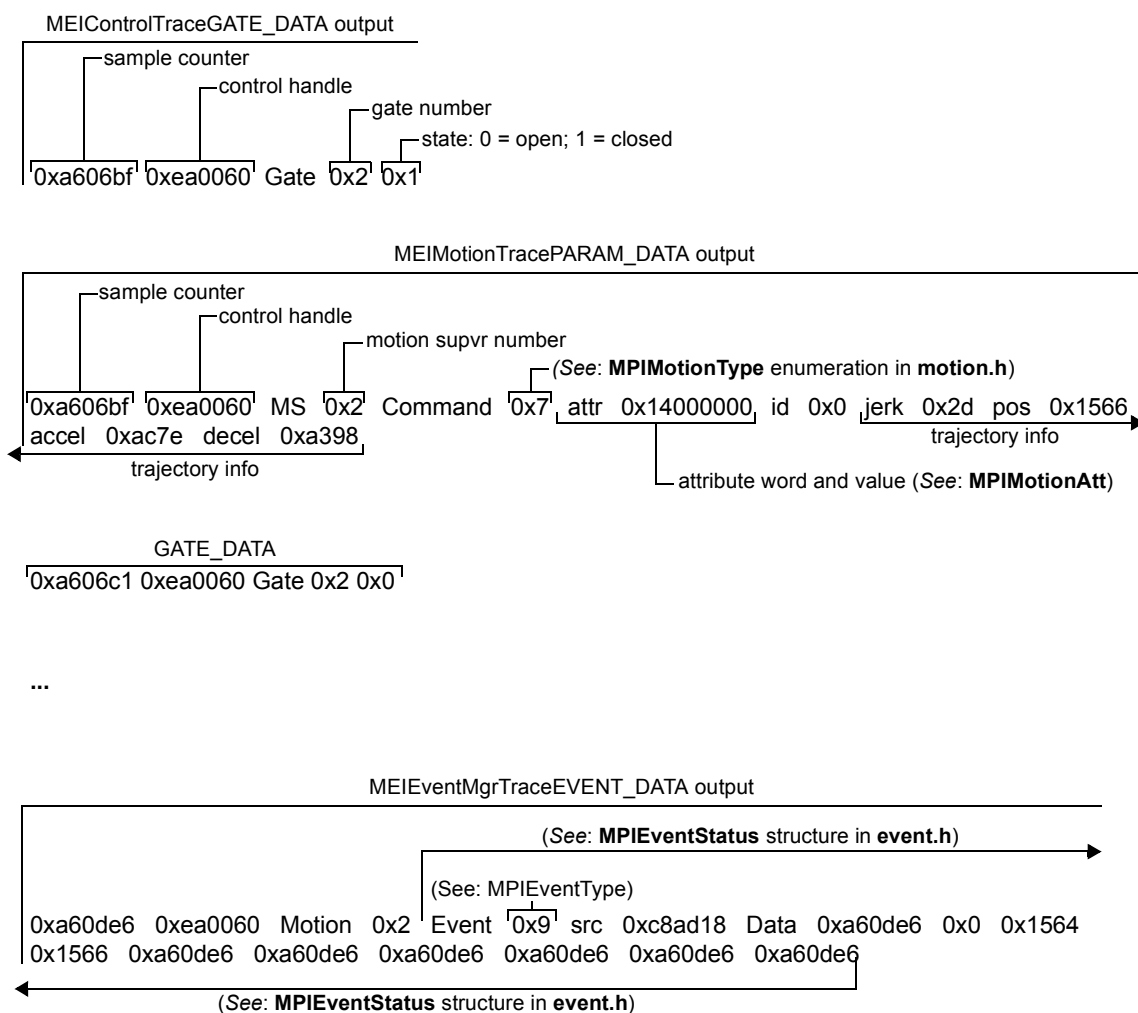 MEIControlTraceGATE_DATA output
sample counter
control handle
gate number
state: 0 = open; 1 = closed
0xa606bf 0xea0060 Gate 0x2 0x1
MEIMotionTracePARAM_DATA output
sample counter
control handle
motion supvr number
(See: MPIMotionType enumeration in motion.h)
0xa606bf 0xea0060 MS 0x2 Command 0x7 attr 0x14000000 id 0x0 jerk 0x2d pos 0x1566
accel 0xac7e decel 0xa398
trajectory info
trajectory info
attribute word and value (See: MPIMotionAtt)
GATE_DATA
0xa606c1 0xea0060 Gate 0x2 0x0
...
MEIEventMgrTraceEVENT_DATA output
(See: MPIEventStatus structure in event.h)
(See: MPIEventType)
0xa60de6 0xea0060 Motion 0x2 Event 0x9 src 0xc8ad18 Data 0xa60de6 0x0 0x1564
0x1566 0xa60de6 0xa60de6 0xa60de6 0xa60de6 0xa60de6 0xa60de6
(See: MPIEventStatus structure in event.h)